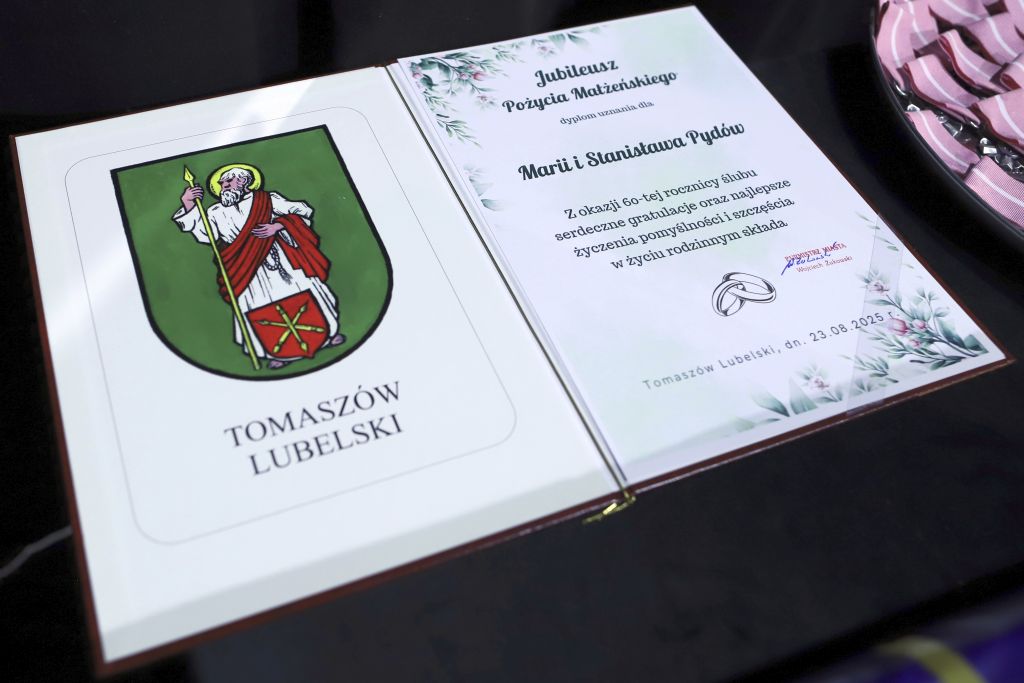 TOMASZÓW
LUBELSKI
Jubileusz
Pożycia Małżeńskiego
dyplom uznania dla
Marii i Stanisława Pydów
Z okazji 60-tej rocznicy ślubu
serdeczne gratulacje oraz najlepsze
życzenia pomyślności i szczęścia
w życiu rodzinnym składa
BURMISTRZ MIASTA
Wojciech Żukowski
Tomaszów Lubelski, dn. 23.08.2025 r.